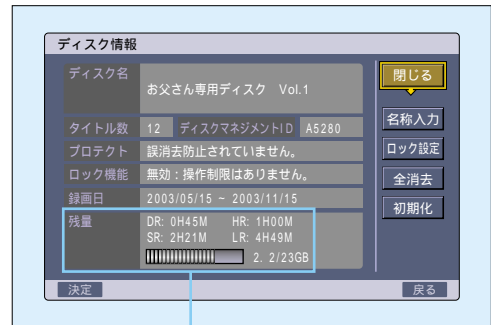 ディスク情報
ディスク名
お父さん専用ディスク Vol.1
タイトル数 12 ディスクマネジメントID A5280
プロテクト 誤消去防止されていません。
ロック機能 無効：操作制限はありません。
録画日 2003/05/15 ~ 2003/11/15
残量 DR: 0H45M HR: 1H00M
SR: 2H21M LR: 4H49M
2. 2/23GB
閉じる
名称入力
ロック設定
全消去
初期化
決定 戻る